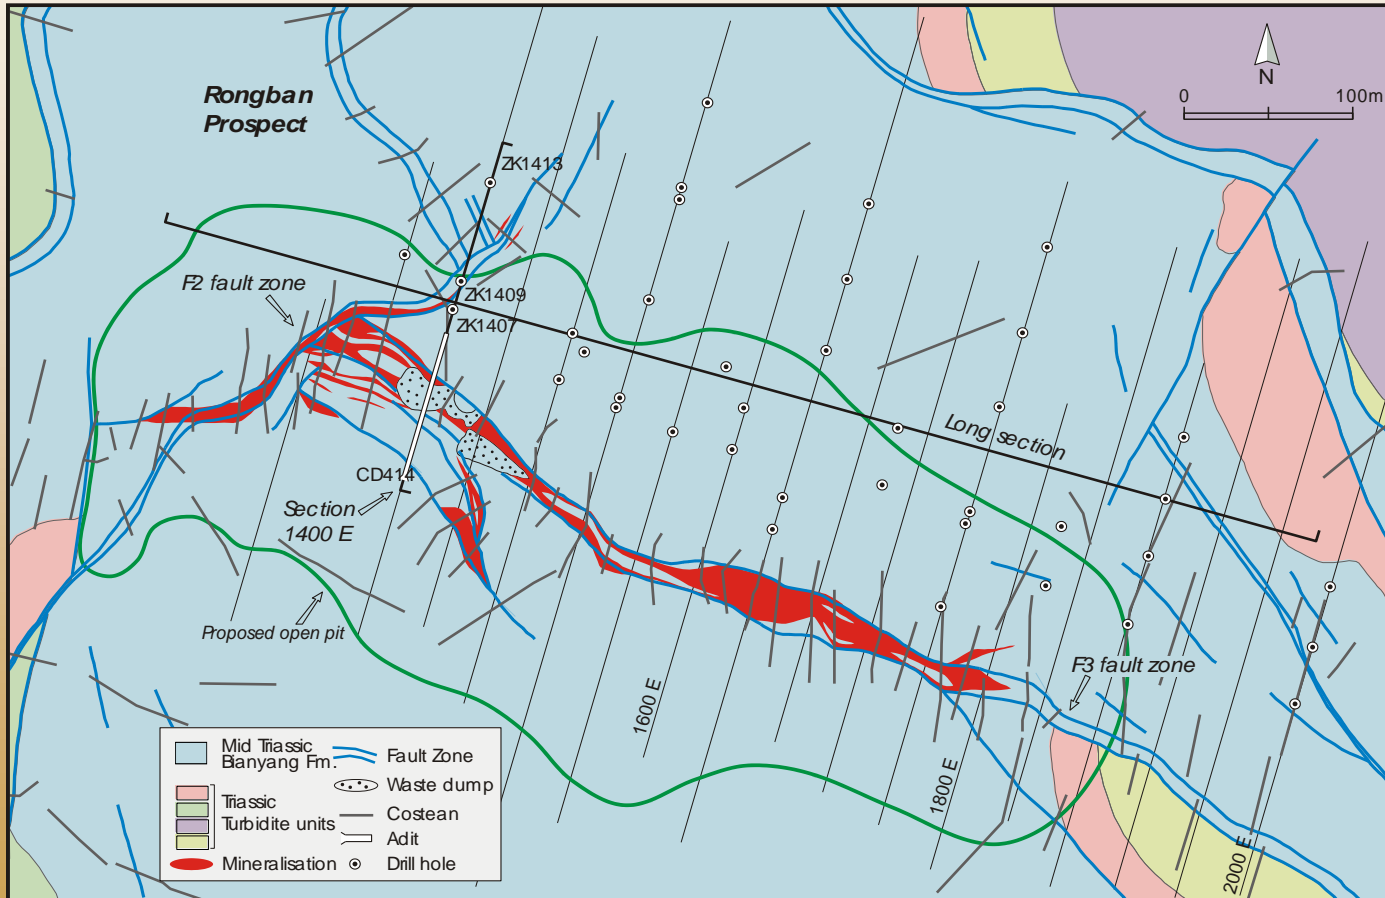 Rongban
Prospect
N
0 100m
ZK1413
F2 fault zone
ZK1409
ZK1407
Long section
CD414
Section
1400 E
Proposed open pit
F3 fault zone
1600 E
1800 E
2000 E
Mid Triassic
Bianyang Fm.
Triassic
Turbidite units
Mineralisation
Fault Zone
Waste dump
Costean
Adit
Drill hole